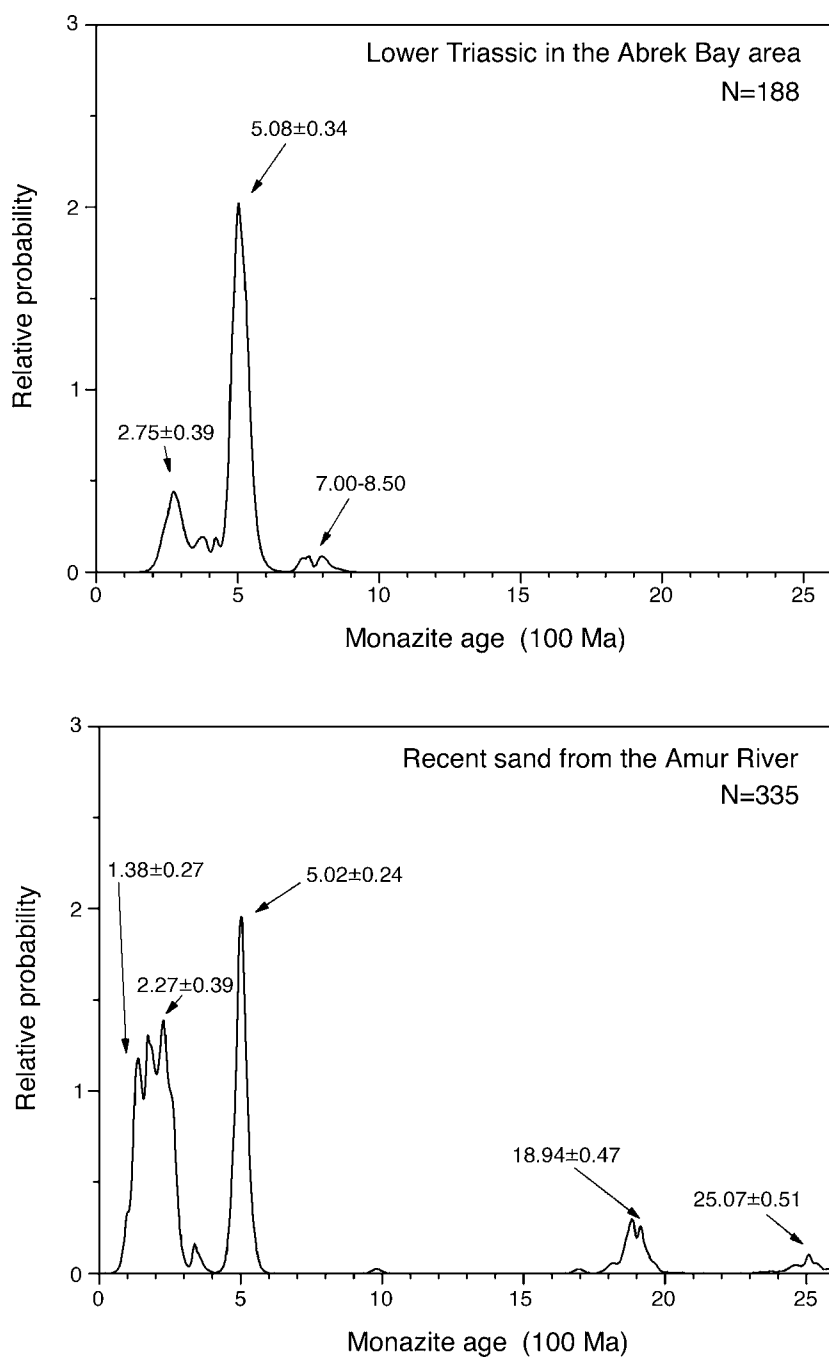 3
Lower Triassic in the Abrek Bay area
N=188
5.08±0.34
2
Relative probability
1
2.75±0.39
7.00-8.50
0
0 5 10 15 20 25
Monazite age (100 Ma)
3
Recent sand from the Amur River
N=335
1.38±0.27
5.02±0.24
2
2.27±0.39
Relative probability
1
18.94±0.47
25.07±0.51
0
0 5 10 15 20 25
Monazite age (100 Ma)